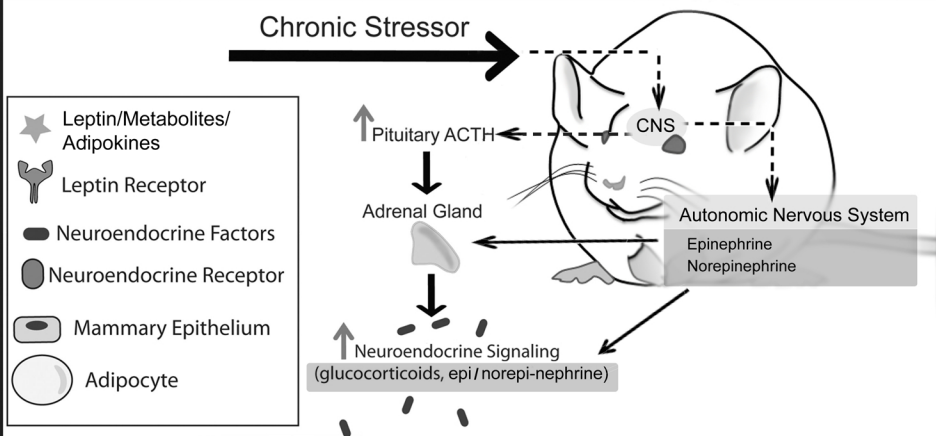 Chronic Stressor
Leptin/Metabolites/
Adipokines
Leptin Receptor
Neuroendocrine Factors
Neuroendocrine Receptor
Mammary Epithelium
Adipocyte
Pituitary ACTH
CNS
Adrenal Gland
Autonomic Nervous System
Epinephrine
Norepinephrine
Neuroendocrine Signaling
(glucocorticoids, epi/norepi-nephrine)